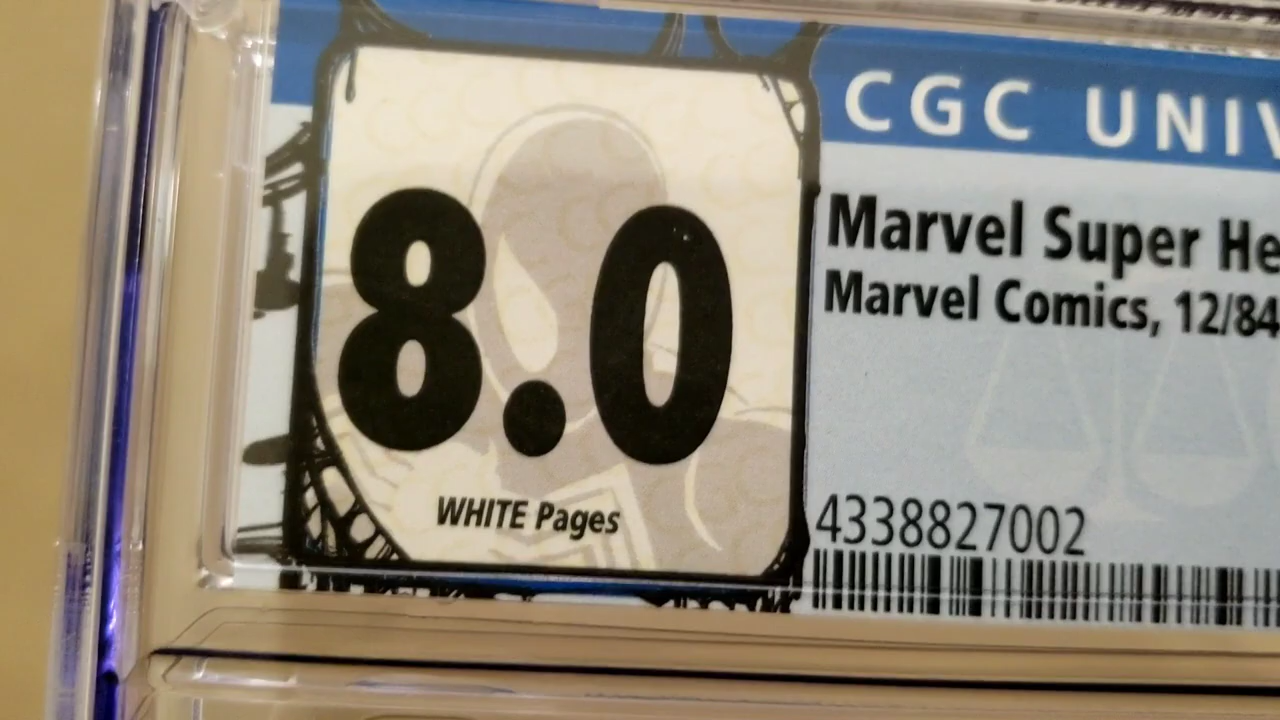 8.0
WHITE Pages
CGC UNIV
Marvel Super He
Marvel Comics, 12/84
4338827002